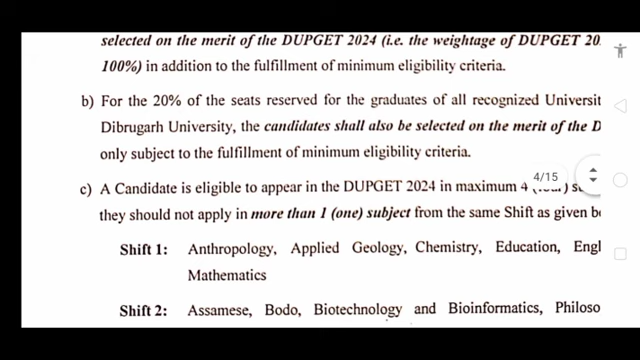 selected on the merit of the DUPGET 2024 (i.e. the weightage of DUPGET 20
100%) in addition to the fulfillment of minimum eligibility criteria.
b) For the 20% of the seats reserved for the graduates of all recognized Universit
Dibrugarh University, the candidates shall also be selected on the merit of the D
only subject to the fulfillment of minimum eligibility criteria.
4/15
c) A Candidate is eligible to appear in the DUPGET 2024 in maximum 4
they should not apply in more than 1 (one) subject from the same Shift as given b
Shift 1: Anthropology, Applied Geology, Chemistry, Education, Engl
Mathematics
Shift 2: Assamese, Bodo, Biotechnology and Bioinformatics, Philoso